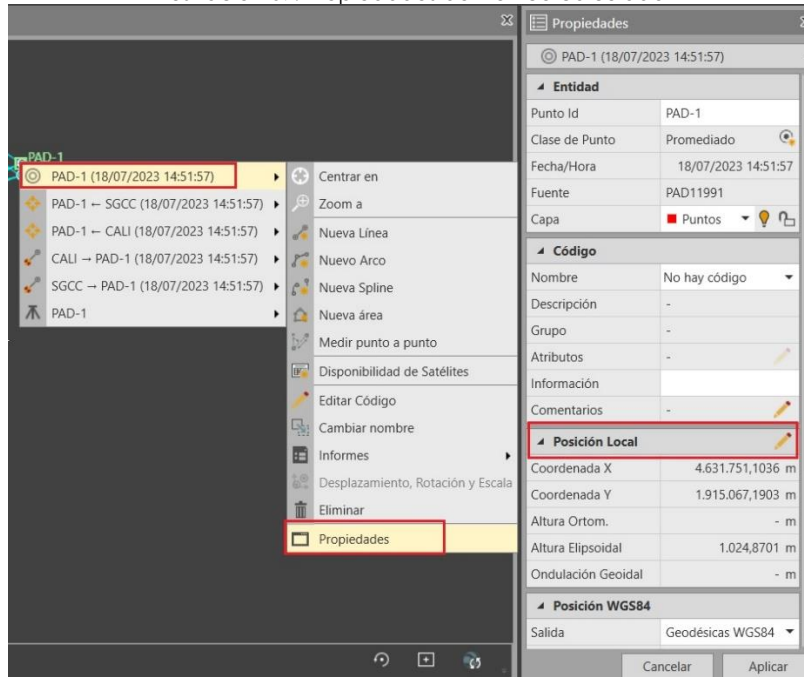 Propiedades
PAD-1 (18/07/2023 14:51:57)
Entidad
Punto Id PAD-1
Clase de Punto Promediado
Fecha/Hora 18/07/2023 14:51:57
Fuente PAD11991
Capa Puntos
Código
Nombre No hay código
Descripción -
Grupo -
Atributos -
Información
Comentarios -
Posición Local
Coordenada X 4.631.751,1036 m
Coordenada Y 1.915.067,1903 m
Altura Ortom. - m
Altura Elipsoidal 1.024,8701 m
Ondulación Geoidal - m
Posición WGS84
Salida Geodésicas WGS84
Cancelar Aplicar
PAD-1
PAD-1 (18/07/2023 14:51:57)
PAD-1 ← SGCC (18/07/2023 14:51:57)
PAD-1 ← CALI (18/07/2023 14:51:57)
CALI → PAD-1 (18/07/2023 14:51:57)
SGCC → PAD-1 (18/07/2023 14:51:57)
PAD-1
Centrar en
Zoom a
Nueva Línea
Nuevo Arco
Nueva Spline
Nueva área
Medir punto a punto
Disponibilidad de Satélites
Editar Código
Cambiar nombre
Informes
Desplazamiento, Rotación y Escala
Eliminar
Propiedades